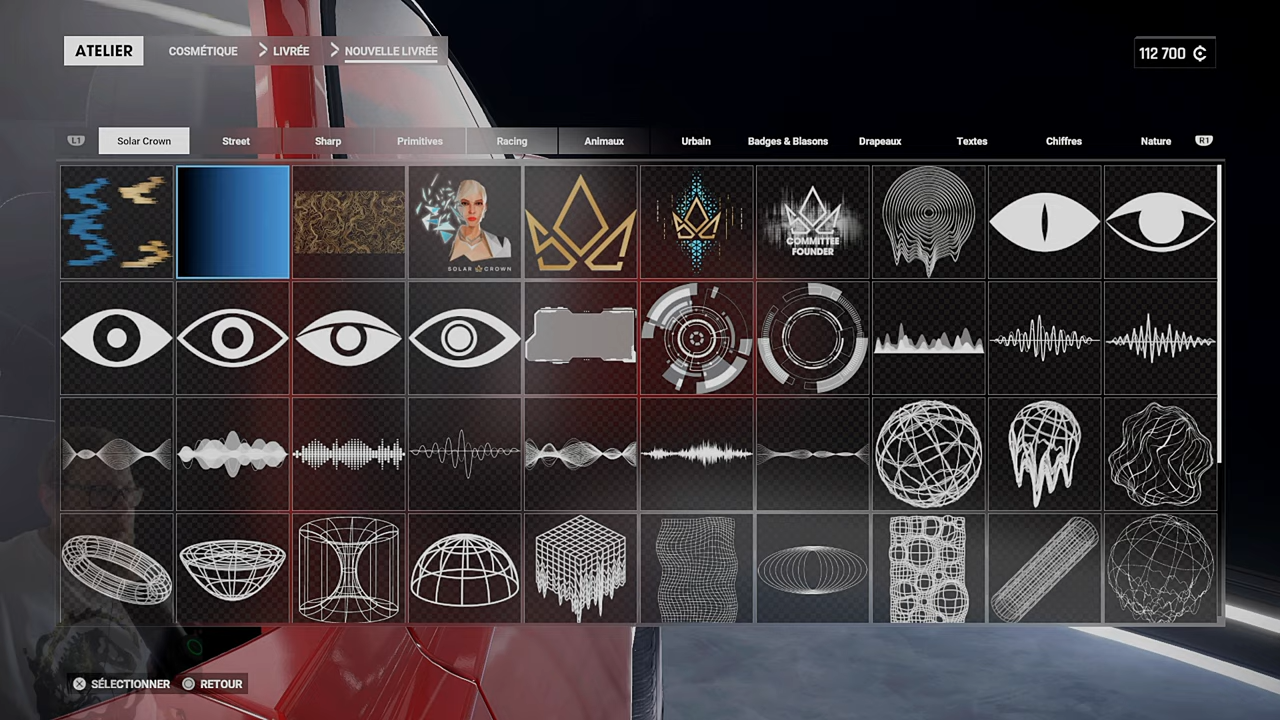 ATELIER
COSMÉTIQUE
LIVRÉE
NOUVELLE LIVRÉE
112 700
L1
Solar Crown
Street
Sharp
Primitives
Racing
Animaux
Urbain
Badges & Blasons
Drapeaux
Textes
Chiffres
Nature
R1
SOLAR CROWN
COMMITTEE
FOUNDER
SÉLECTIONNER
RETOUR